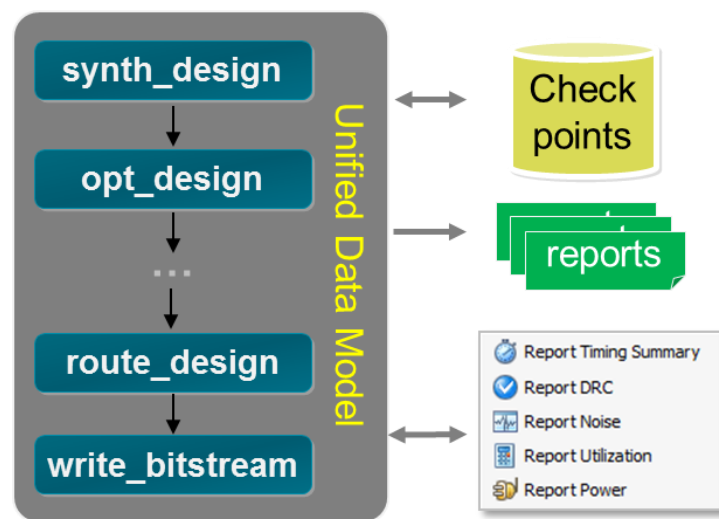 synth_design
opt_design
...
route_design
write_bitstream
Unified Data Model
Check
points
reports
Report Timing Summary
Report DRC
Report Noise
Report Utilization
Report Power